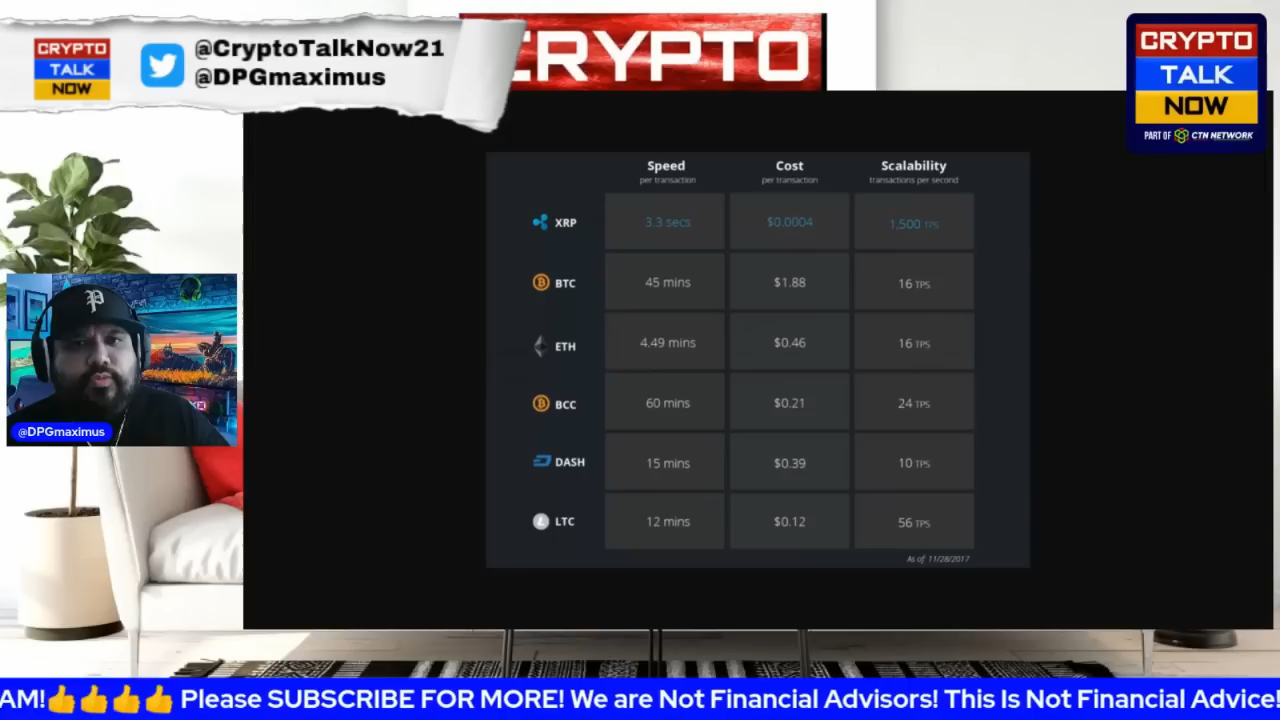 CRYPTO
TALK
NOW
@CryptoTalkNow21
@DPGmaximus
CRYPTO
CRYPTO
TALK
NOW
PART OF CTN NETWORK
Speed Cost Scalability
per transaction per transaction transactions per second
XRP 3.3 secs $0.0004 1,500 TPS
BTC 45 mins $1.88 16 TPS
ETH 4.49 mins $0.46 16 TPS
BCC 60 mins $0.21 24 TPS
DASH 15 mins $0.39 10 TPS
LTC 12 mins $0.12 56 TPS
As of 11/28/2017
@DPGmaximus
AM!👍👍👍👍 Please SUBSCRIBE FOR MORE! We are Not Financial Advisors! This Is Not Financial Advice!